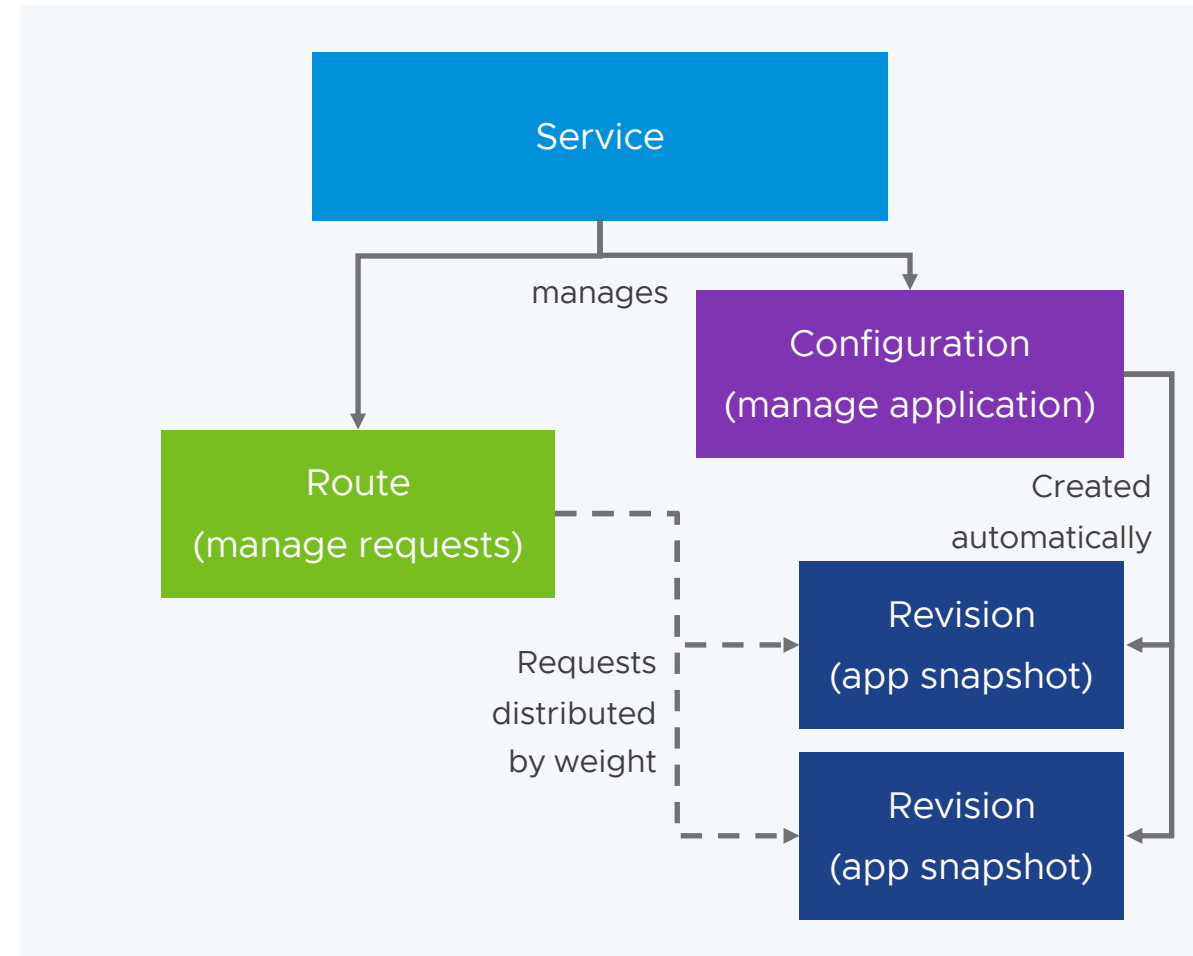 Service
manages
Configuration
(manage application)
Route
(manage requests)
Created
automatically
Revision
(app snapshot)
Requests
distributed
by weight
Revision
(app snapshot)